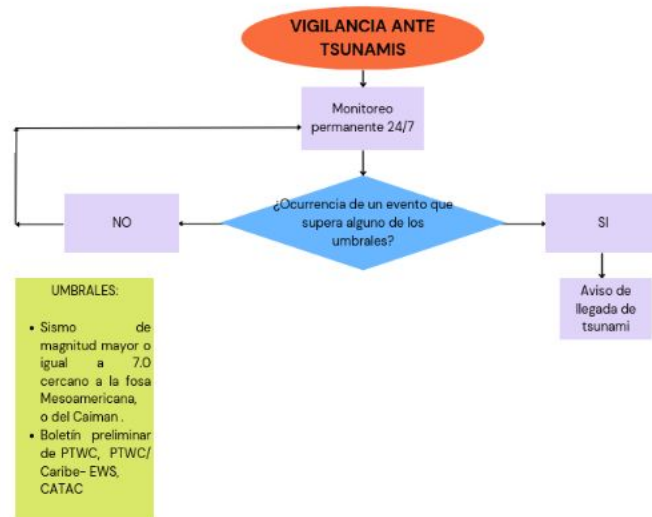 VIGILANCIA ANTE
TSUNAMIS
Monitoreo
permanente 24/7
¿Ocurrencia de un evento que
supera alguno de los
umbrales?
NO
SI
Aviso de
llegada de
tsunami
UMBRALES:
• Sismo de
magnitud mayor o
igual a 7.0
cercano a la fosa
Mesoamericana,
o del Caiman .
• Boletín preliminar
de PTWC, PTWC/
Caribe- EWS,
CATAC